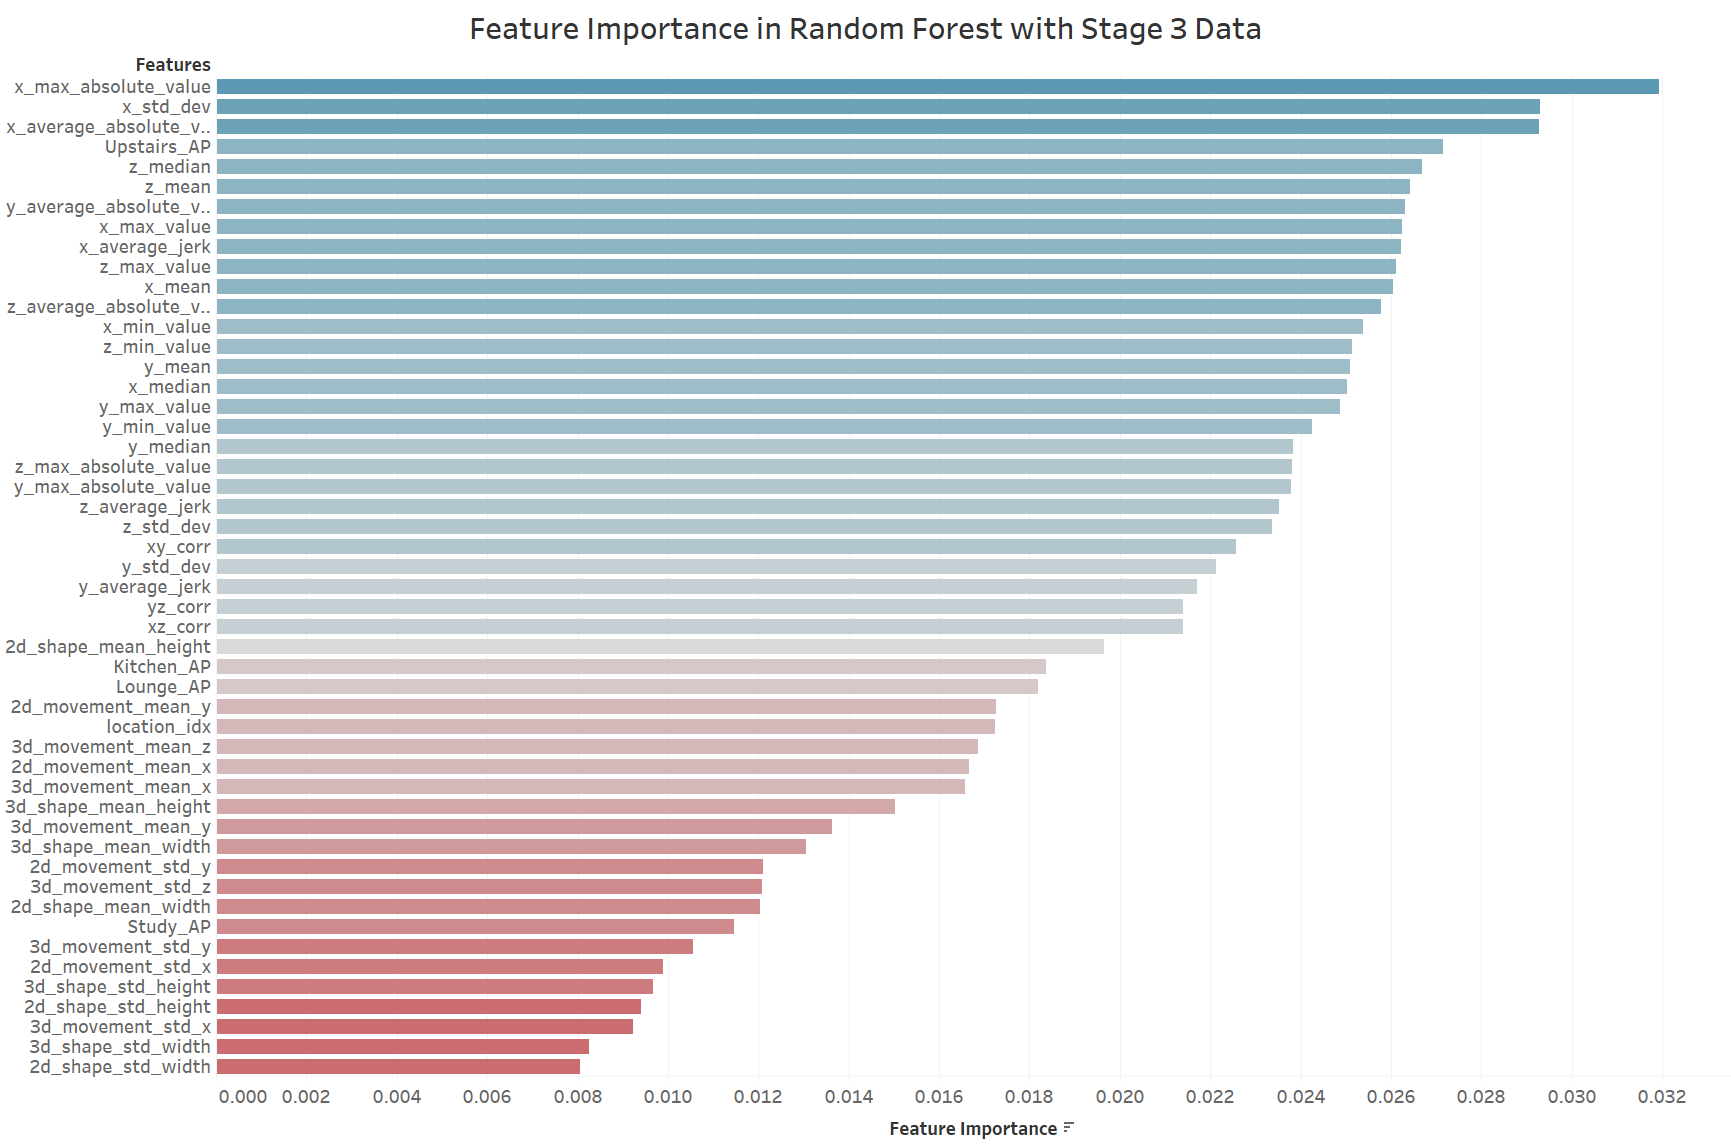 Feature Importance in Random Forest with Stage 3 Data
Features
x_max_absolute_value
x_std_dev
x_average_absolute_v..
Upstairs_AP
z_median
z_mean
y_average_absolute_v..
x_max_value
x_average_jerk
z_max_value
x_mean
z_average_absolute_v..
x_min_value
z_min_value
y_mean
x_median
y_max_value
y_min_value
y_median
z_max_absolute_value
y_max_absolute_value
z_average_jerk
z_std_dev
xy_corr
y_std_dev
y_average_jerk
yz_corr
xz_corr
2d_shape_mean_height
Kitchen_AP
Lounge_AP
2d_movement_mean_y
location_idx
3d_movement_mean_z
2d_movement_mean_x
3d_movement_mean_x
3d_shape_mean_height
3d_movement_mean_y
3d_shape_mean_width
2d_movement_std_y
3d_movement_std_z
2d_shape_mean_width
Study_AP
3d_movement_std_y
2d_movement_std_x
3d_shape_std_height
2d_shape_std_height
3d_movement_std_x
3d_shape_std_width
2d_shape_std_width
0.000 0.002 0.004 0.006 0.008 0.010 0.012 0.014 0.016 0.018 0.020 0.022 0.024 0.026 0.028 0.030 0.032
Feature Importance